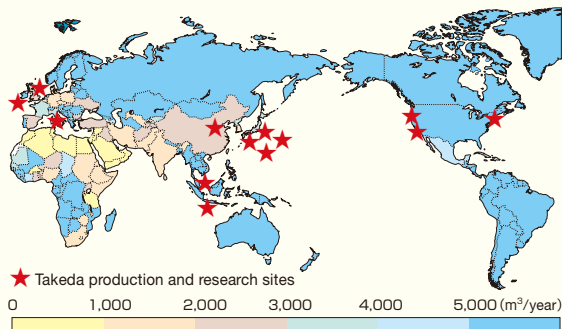 Takeda production and research sites
0 1,000 2,000 3,000 4,000 5,000 (m³/year)